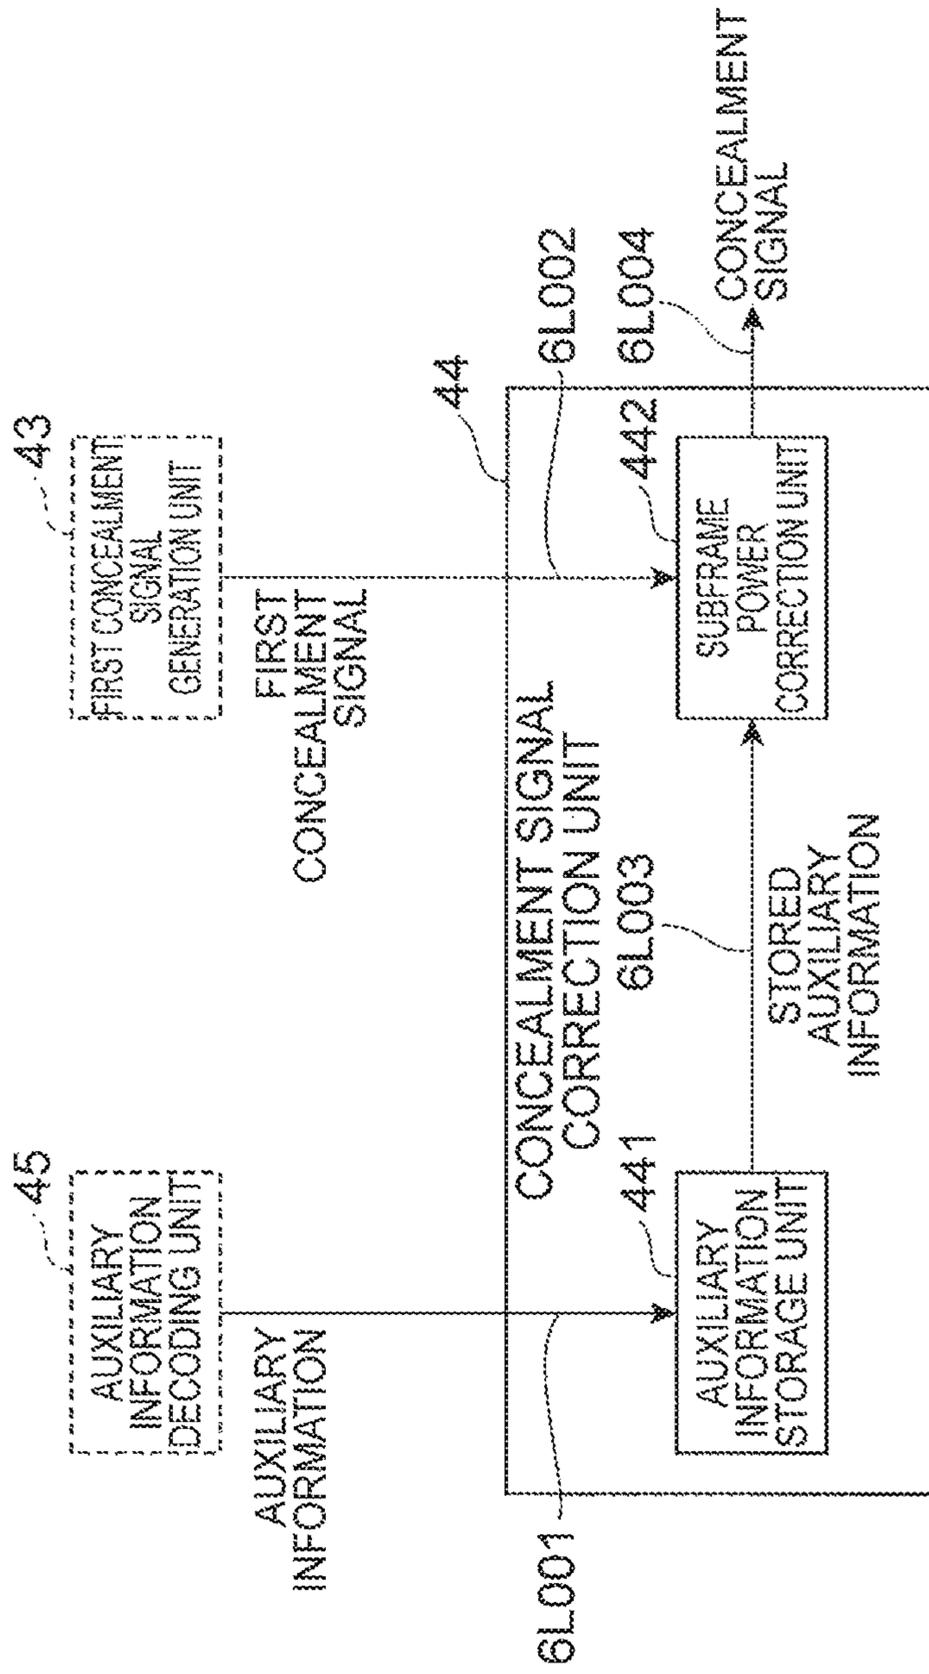 45
AUXILIARY
INFORMATION
DECODING UNIT
43
FIRST CONCEALMENT
SIGNAL
GENERATION UNIT
AUXILIARY
INFORMATION
FIRST
CONCEALMENT
SIGNAL
44
6L001
CONCEALMENT SIGNAL
CORRECTION UNIT
6L002
441
6L003
442
6L004
AUXILIARY
INFORMATION
STORAGE UNIT
SUBFRAME
POWER
CORRECTION UNIT
CONCEALMENT
SIGNAL
STORED
AUXILIARY
INFORMATION